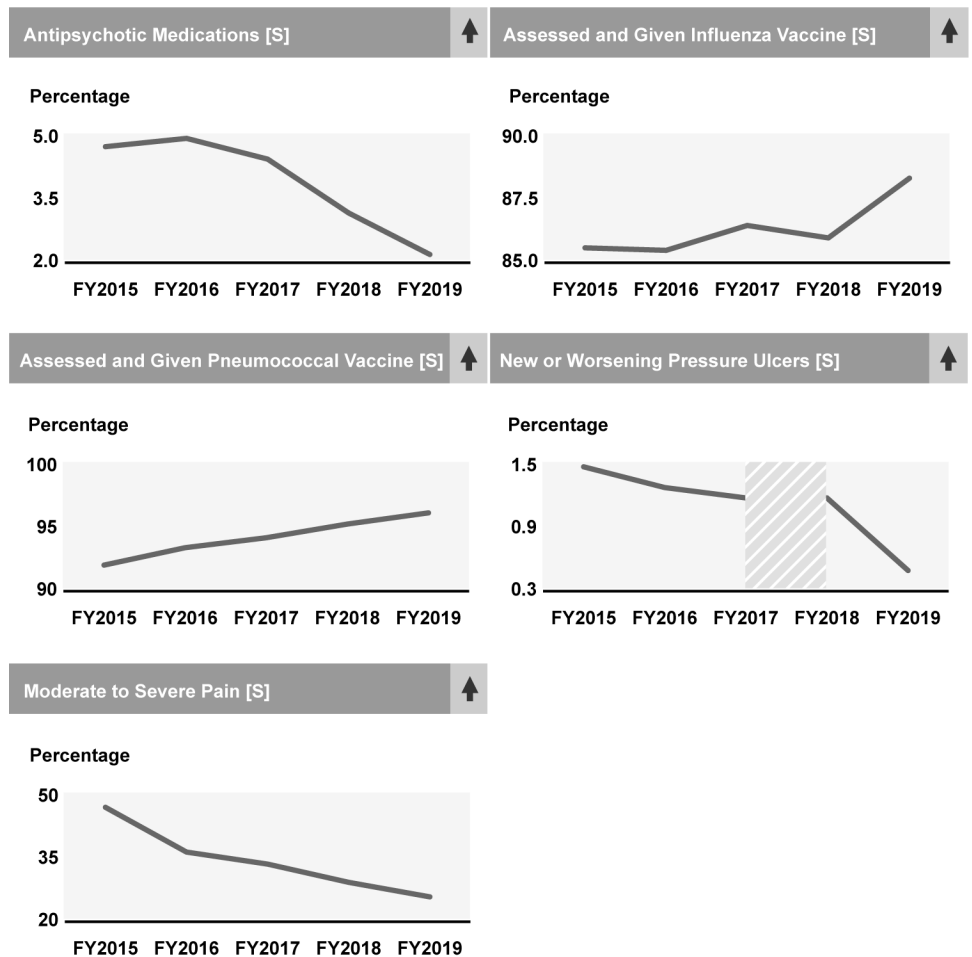 Antipsychotic Medications [S]
Percentage
5.0
3.5
2.0
FY2015 FY2016 FY2017 FY2018 FY2019
Assessed and Given Influenza Vaccine [S]
Percentage
90.0
87.5
85.0
FY2015 FY2016 FY2017 FY2018 FY2019
Assessed and Given Pneumococcal Vaccine [S]
Percentage
100
95
90
FY2015 FY2016 FY2017 FY2018 FY2019
New or Worsening Pressure Ulcers [S]
Percentage
1.5
0.9
0.3
FY2015 FY2016 FY2017 FY2018 FY2019
Moderate to Severe Pain [S]
Percentage
50
35
20
FY2015 FY2016 FY2017 FY2018 FY2019